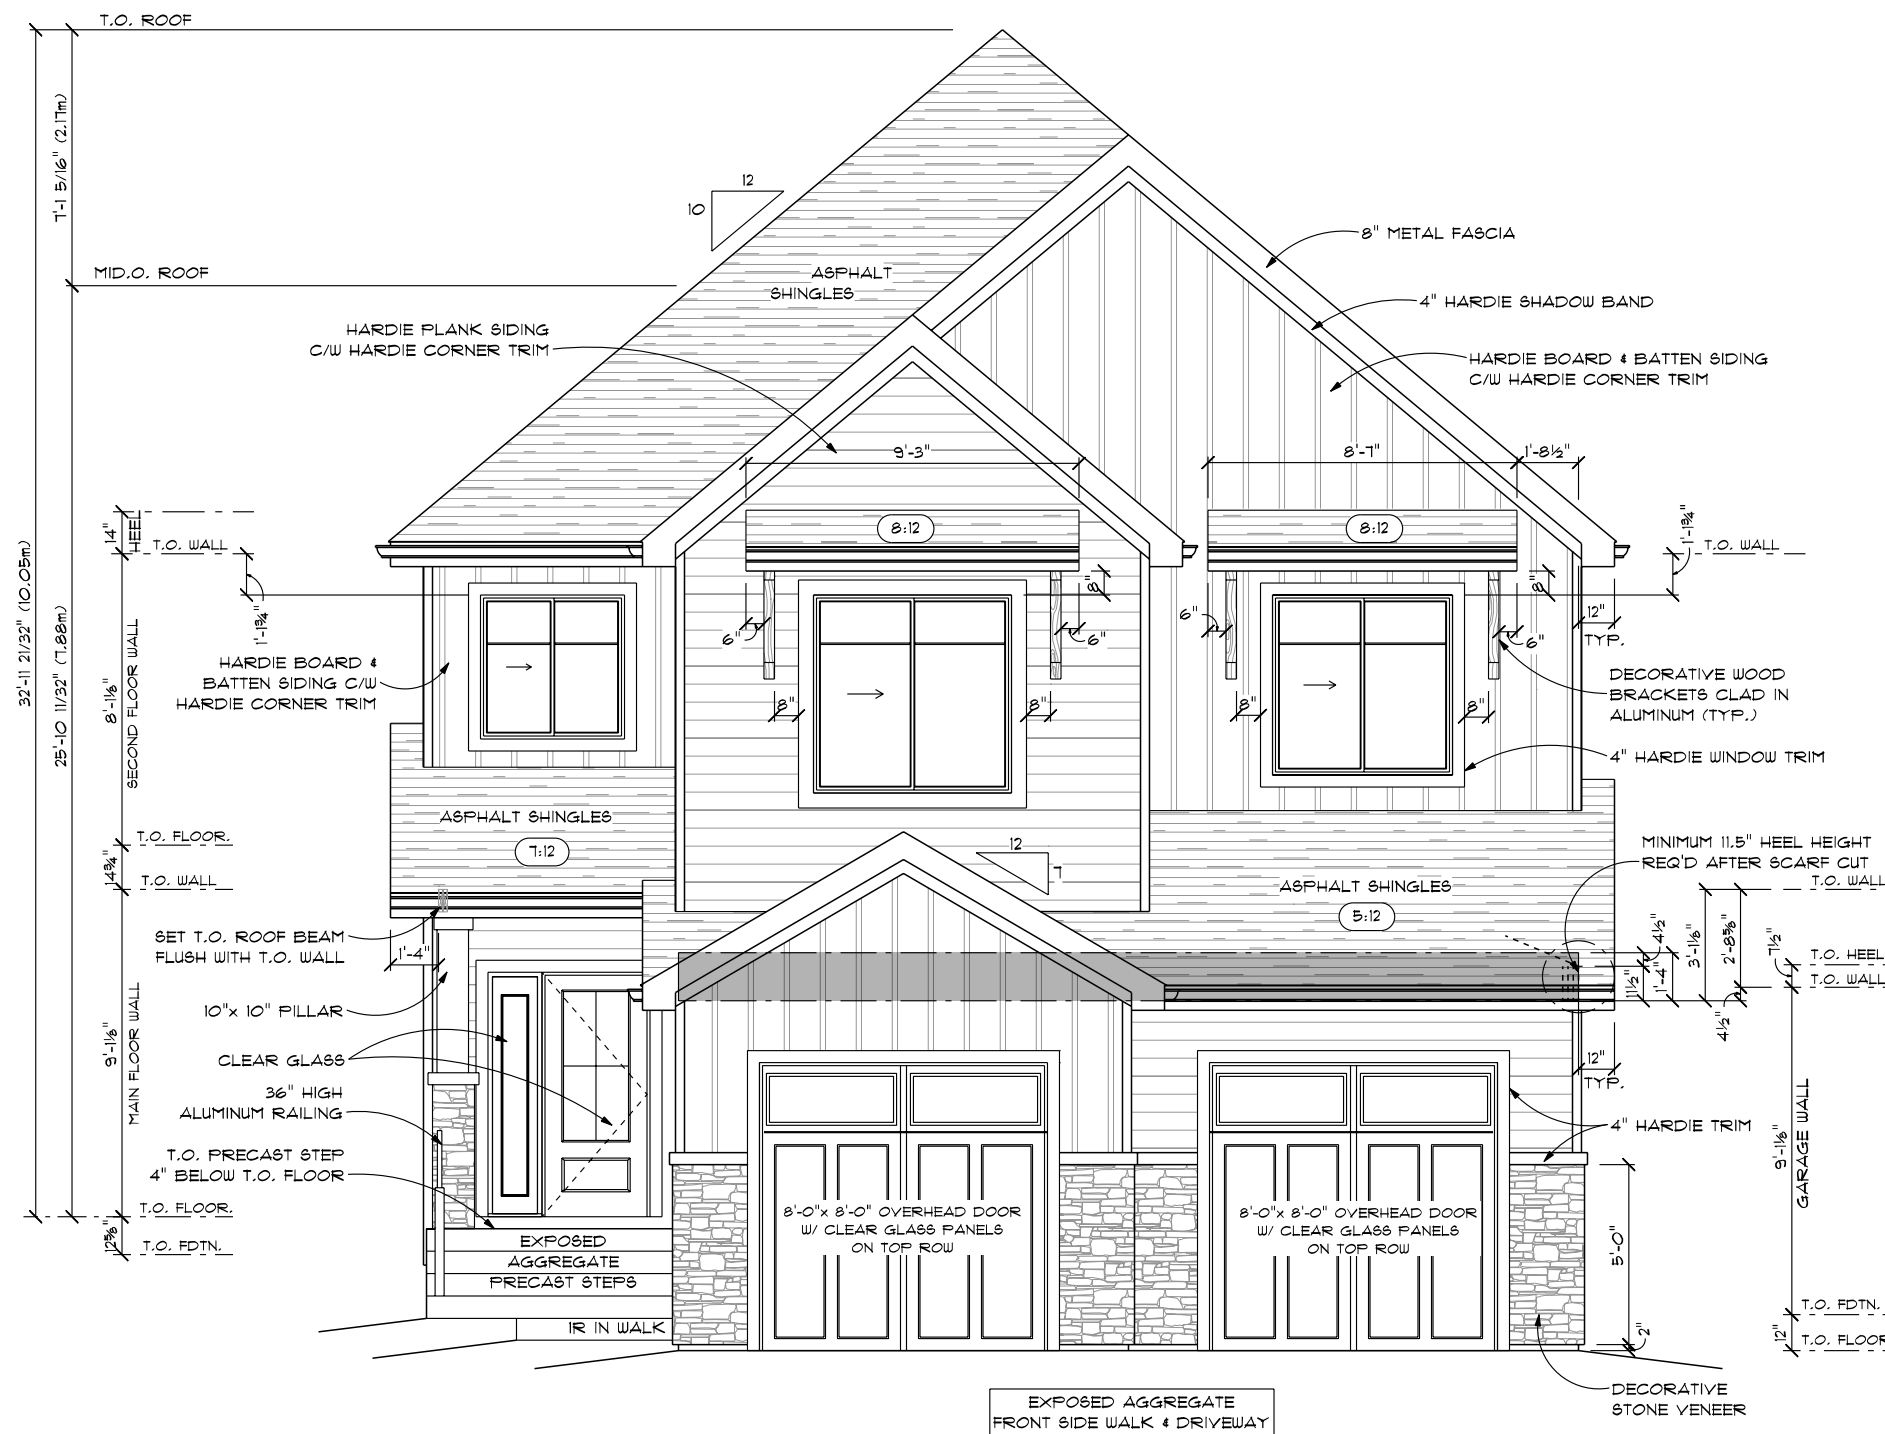 T.O. ROOF
32'-11 21/32" (10.05m)
7'-1 5/16" (2.17m)
25'-10 11/32" (7.88m)
MID.O. ROOF
12
10
ASPHALT
SHINGLES
8" METAL FASCIA
4" HARDIE SHADOW BAND
HARDIE PLANK SIDING
C/W HARDIE CORNER TRIM
HARDIE BOARD & BATTEN SIDING
C/W HARDIE CORNER TRIM
9'-3"
8'-7"
1'-8½"
14"
HEEL
T.O. WALL
8:12
8:12
1'-1¾"
T.O. WALL
1'-1¾"
8"
8"
12"
TYP.
6"
6"
6"
6"
8'-1⅛"
SECOND FLOOR WALL
HARDIE BOARD &
BATTEN SIDING C/W
HARDIE CORNER TRIM
8"
8"
8"
8"
DECORATIVE WOOD
BRACKETS CLAD IN
ALUMINUM (TYP.)
4" HARDIE WINDOW TRIM
ASPHALT SHINGLES
7:12
T.O. FLOOR.
14¾"
T.O. WALL
12
7
ASPHALT SHINGLES
5:12
MINIMUM 11.5" HEEL HEIGHT
REQ'D AFTER SCARF CUT
T.O. WALL
SET T.O. ROOF BEAM
FLUSH WITH T.O. WALL
1'-4"
4½"
11½"
1'-4"
3'-1⅛"
2'-8⅝"
7½"
4½"
T.O. HEEL
T.O. WALL
9'-1⅛"
MAIN FLOOR WALL
10"x 10" PILLAR
CLEAR GLASS
36" HIGH
ALUMINUM RAILING
T.O. PRECAST STEP
4" BELOW T.O. FLOOR
12"
TYP.
4" HARDIE TRIM
9'-1⅛"
GARAGE WALL
T.O. FLOOR.
12⅝"
T.O. FDTN.
EXPOSED
AGGREGATE
PRECAST STEPS
1R IN WALK
8'-0"x 8'-0" OVERHEAD DOOR
W/ CLEAR GLASS PANELS
ON TOP ROW
8'-0"x 8'-0" OVERHEAD DOOR
W/ CLEAR GLASS PANELS
ON TOP ROW
5'-0"
2"
T.O. FDTN.
12"
T.O. FLOOR
DECORATIVE
STONE VENEER
EXPOSED AGGREGATE
FRONT SIDE WALK & DRIVEWAY